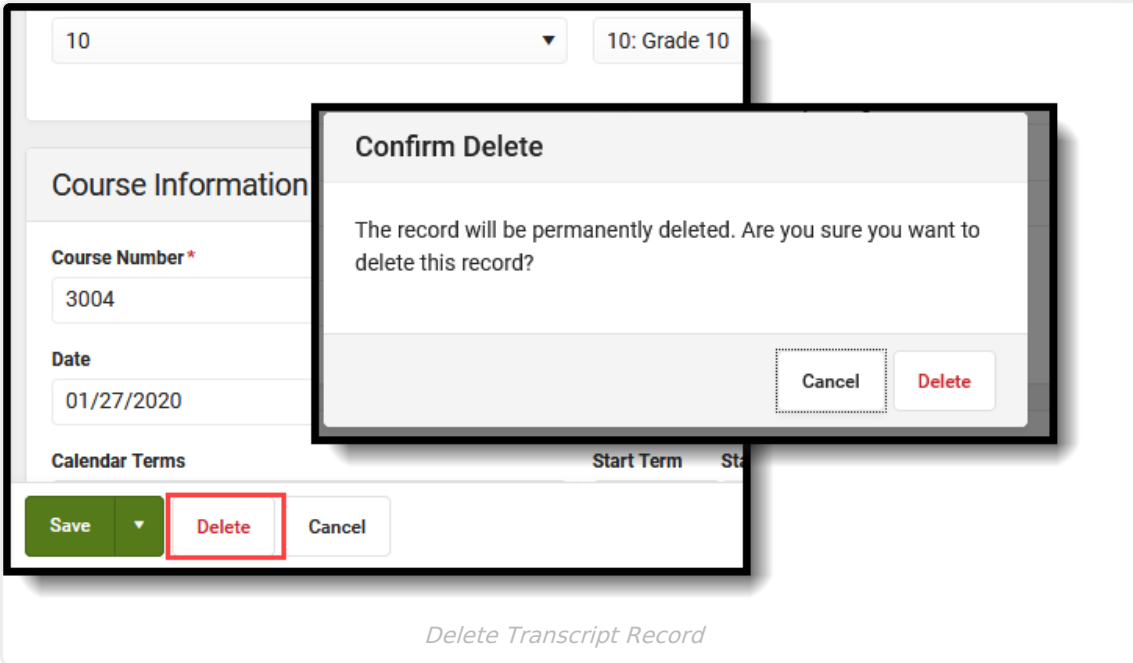 10
10: Grade 10
Confirm Delete
The record will be permanently deleted. Are you sure you want to
delete this record?
Cancel
Delete
Course Information
Course Number*
3004
Date
01/27/2020
Calendar Terms
Start Term
Save
Delete
Cancel
Delete Transcript Record